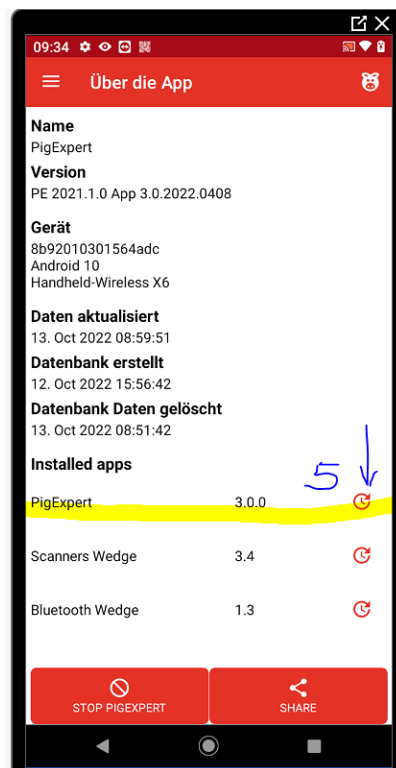 09:34
Über die App
Name
PigExpert
Version
PE 2021.1.0 App 3.0.2022.0408
Gerät
8b92010301564adc
Android 10
Handheld-Wireless X6
Daten aktualisiert
13. Oct 2022 08:59:51
Datenbank erstellt
12. Oct 2022 15:56:42
Datenbank Daten gelöscht
13. Oct 2022 08:51:42
Installed apps
5
PigExpert 3.0.0
Scanners Wedge 3.4
Bluetooth Wedge 1.3
STOP PIGEXPERT SHARE